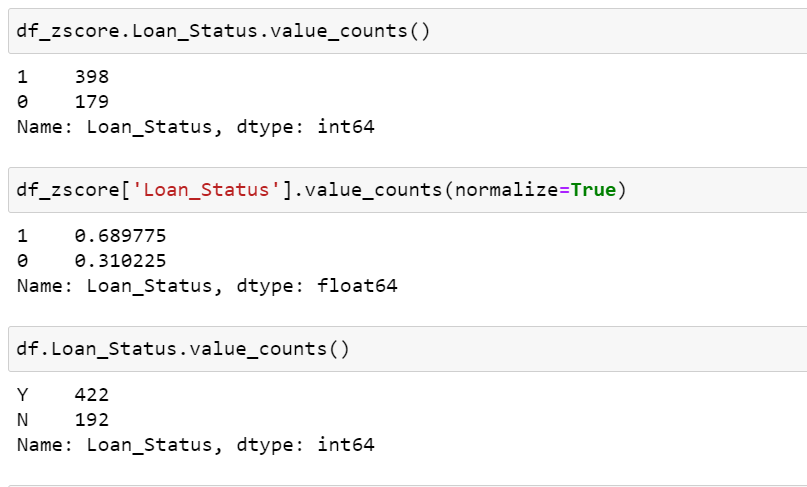 df_zscore.Loan_Status.value_counts()
1    398
0    179
Name: Loan_Status, dtype: int64
df_zscore['Loan_Status'].value_counts(normalize=True)
1    0.689775
0    0.310225
Name: Loan_Status, dtype: float64
df.Loan_Status.value_counts()
Y    422
N    192
Name: Loan_Status, dtype: int64